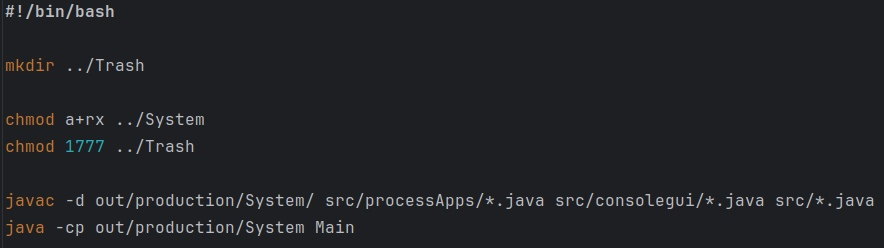 #!/bin/bash
mkdir ../Trash
chmod a+rx ../System
chmod 1777 ../Trash
javac -d out/production/System/ src/processApps/*.java src/consolegui/*.java src/*.java
java -cp out/production/System Main